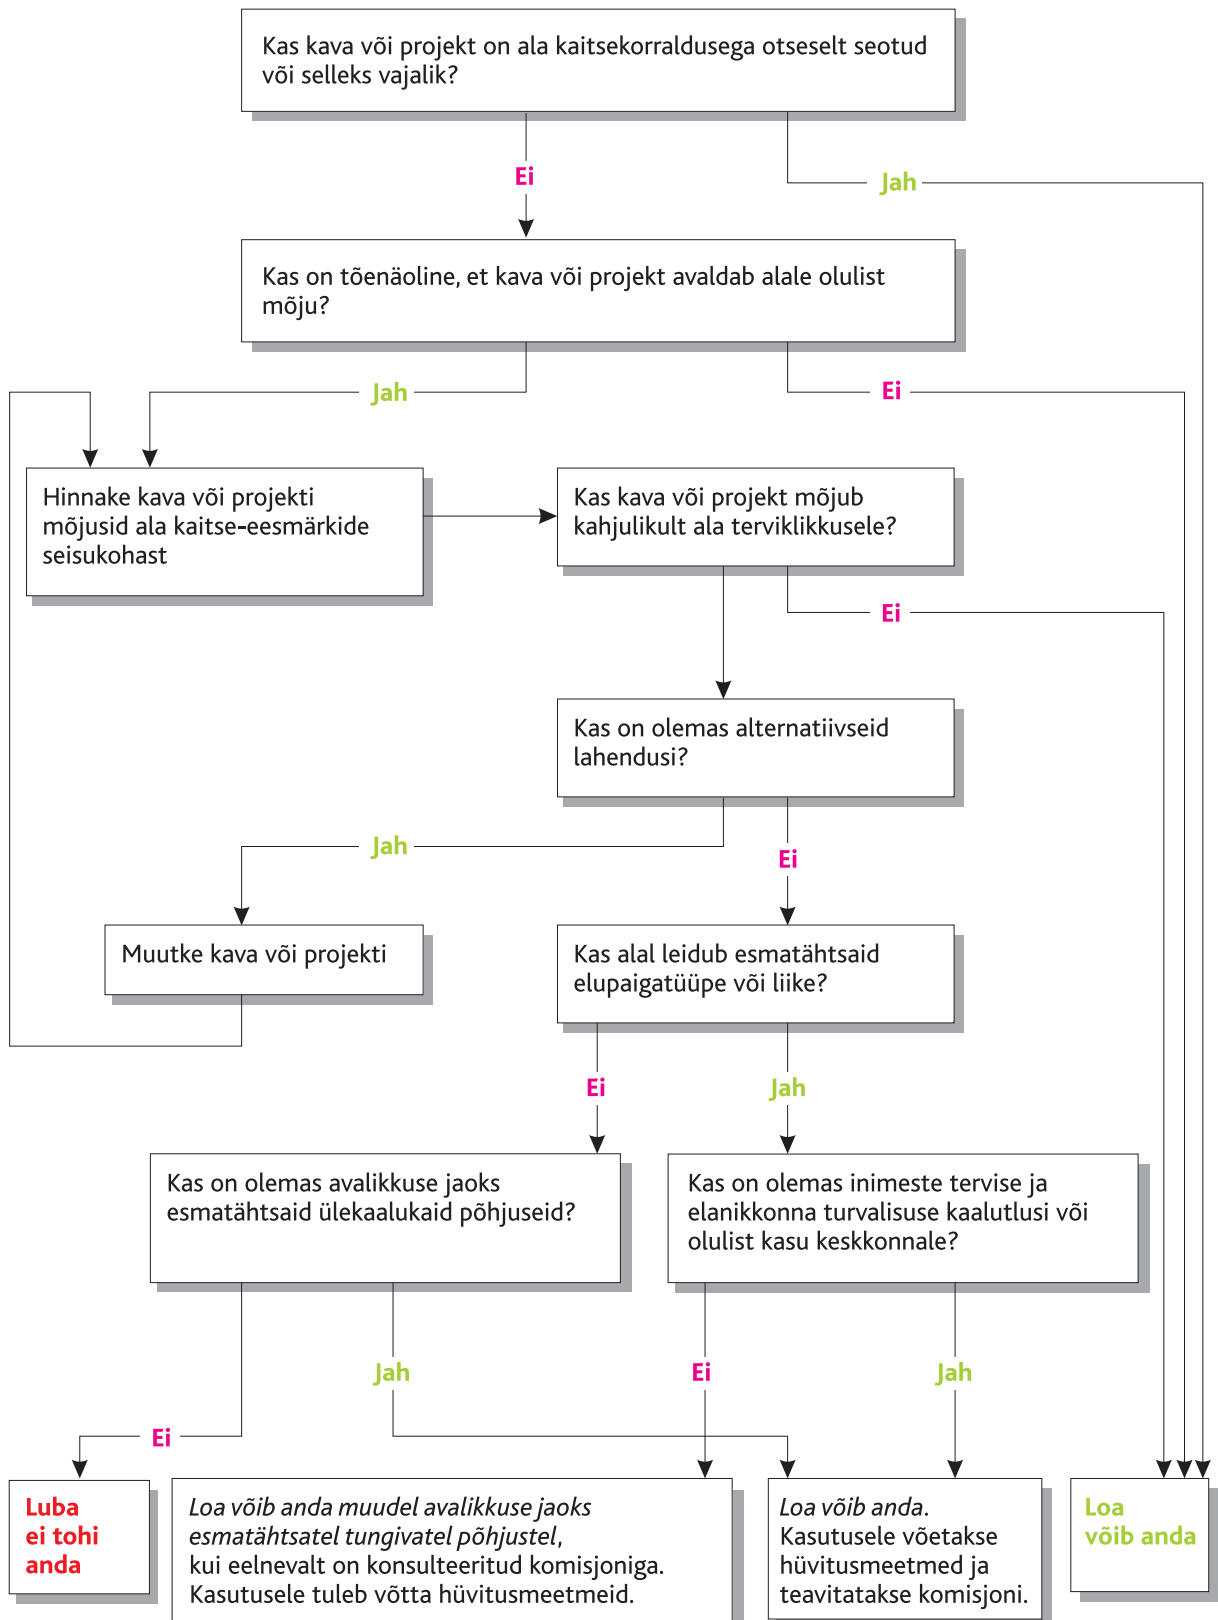 Kas kava või projekt on ala kaitsekorraldusega otseselt seotud
või selleks vajalik?
Ei
Jah
Kas on tõenäoline, et kava või projekt avaldab alale olulist
mõju?
Jah
Ei
Hinnake kava või projekti
mõjusid ala kaitse-eesmärkide
seisukohast
Kas kava või projekt mõjub
kahjulikult ala terviklikkusele?
Ei
Kas on olemas alternatiivseid
lahendusi?
Jah
Ei
Muutke kava või projekti
Kas alal leidub esmatähtsaid
elupaigatüüpe või liike?
Ei
Jah
Kas on olemas avalikkuse jaoks
esmatähtsaid ülekaalukaid põhjuseid?
Kas on olemas inimeste tervise ja
elanikkonna turvalisuse kaalutlusi või
olulist kasu keskkonnale?
Jah
Ei
Jah
Ei
Luba
ei tohi
anda
Loa võib anda muudel avalikkuse jaoks
esmatähtsatel tungivatel põhjustel,
kui eelnevalt on konsulteeritud komisjoniga.
Kasutusele tuleb võtta hüvitusmeetmeid.
Loa võib anda.
Kasutusele võetakse
hüvitusmeetmed ja
teavitatakse komisjoni.
Loa
võib anda